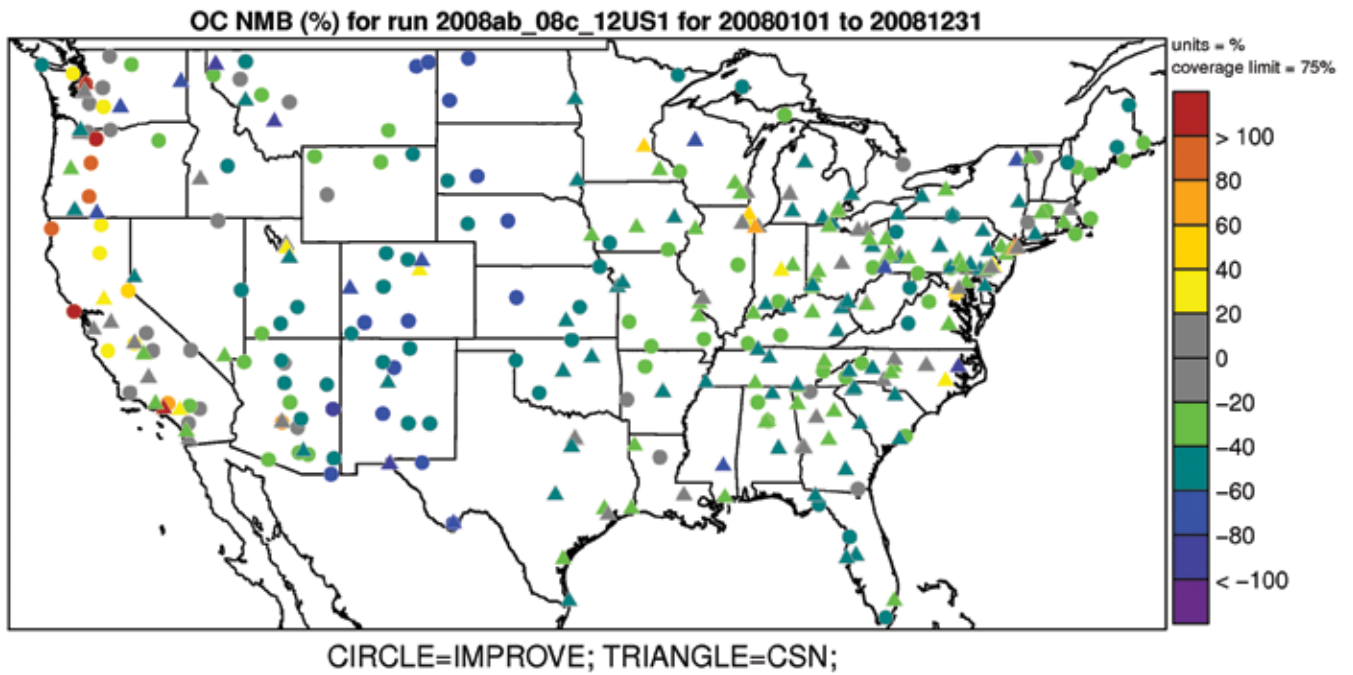 OC NMB (%) for run 2008ab_08c_12US1 for 20080101 to 20081231
units = %
coverage limit = 75%
> 100
80
60
40
20
0
−20
−40
−60
−80
< −100
CIRCLE=IMPROVE; TRIANGLE=CSN;